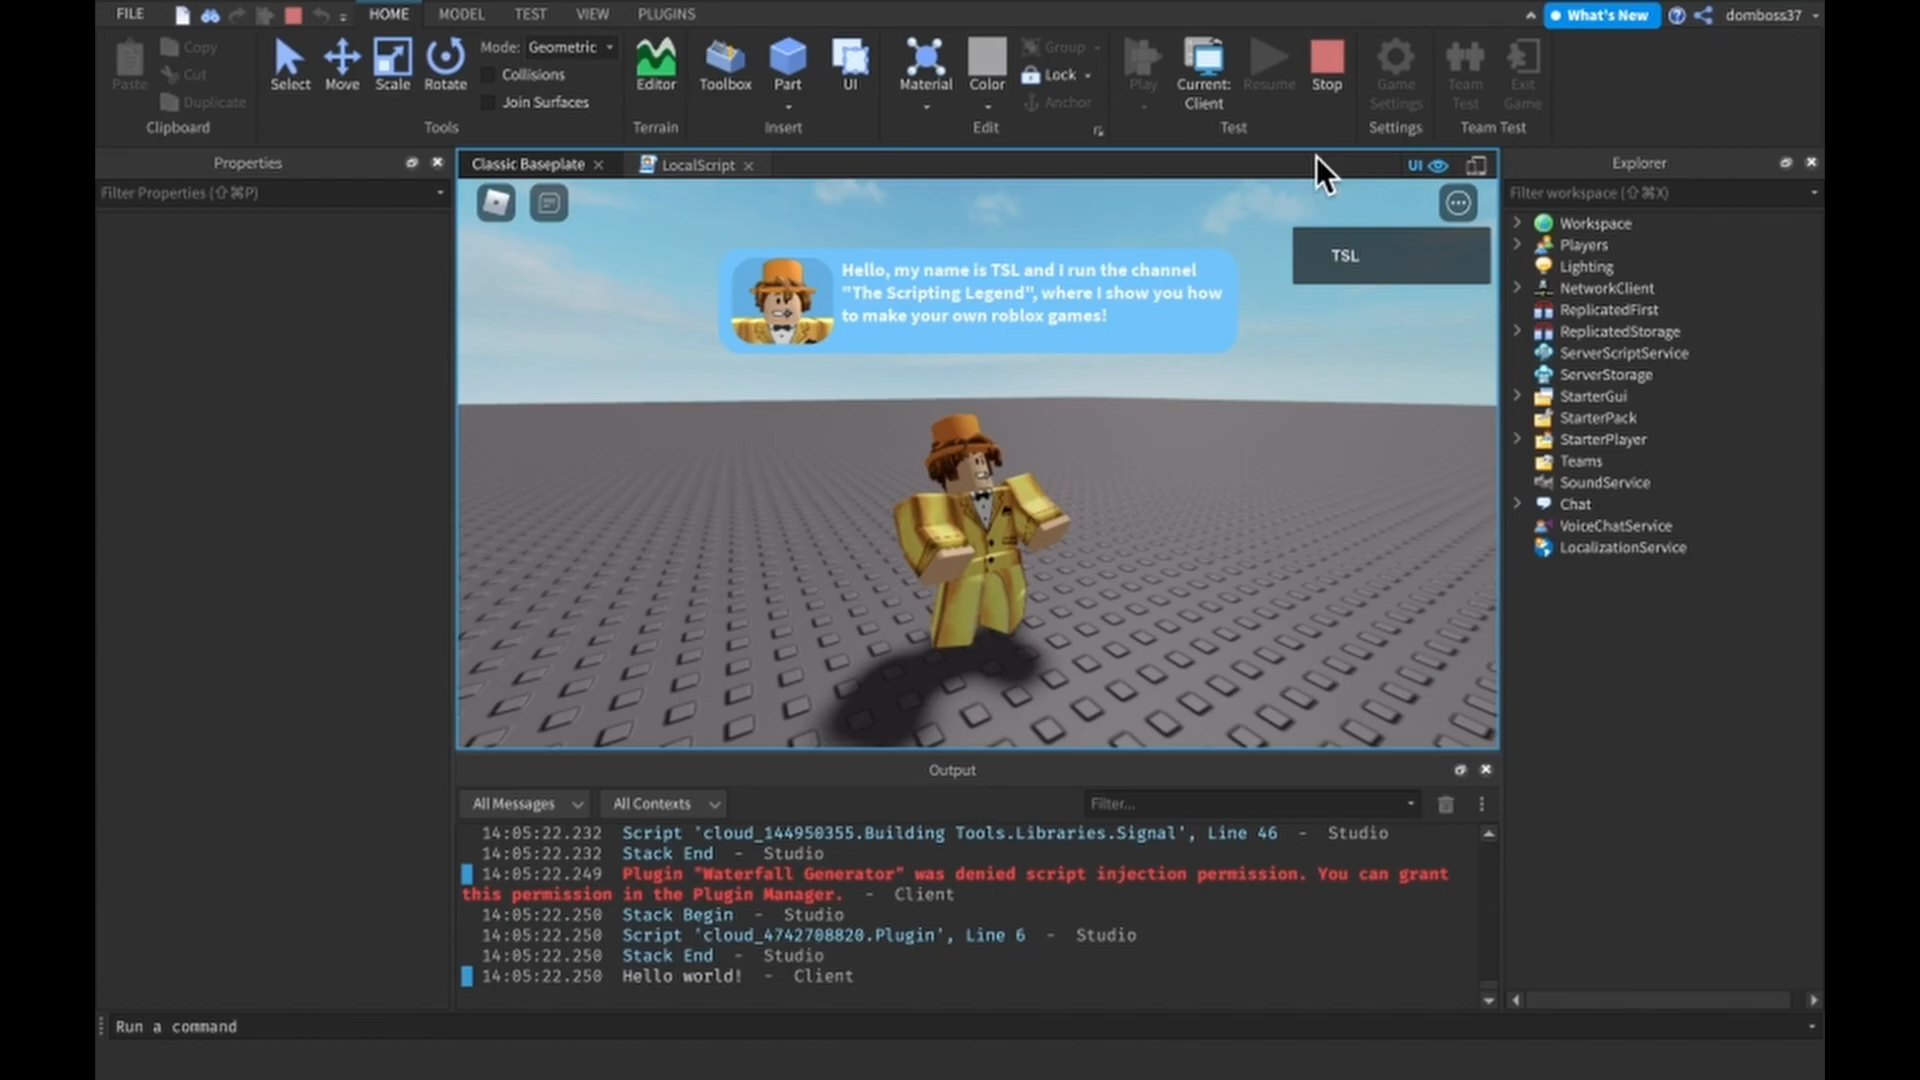 FILE
HOME
MODEL
TEST
VIEW
PLUGINS
What's New
domboss37
Paste
Copy
Cut
Duplicate
Clipboard
Select
Move
Scale
Rotate
Mode: Geometric
Collisions
Join Surfaces
Tools
Editor
Terrain
Toolbox
Part
UI
Insert
Material
Color
Group
Lock
Anchor
Edit
Play
Current:
Client
Resume
Stop
Test
Game
Settings
Settings
Team
Test
Exit
Game
Team Test
Properties
Filter Properties (⇧⌘P)
Classic Baseplate
LocalScript
UI
TSL
Hello, my name is TSL and I run the channel
"The Scripting Legend", where I show you how
to make your own roblox games!
Explorer
Filter workspace (⇧⌘X)
Workspace
Players
Lighting
NetworkClient
ReplicatedFirst
ReplicatedStorage
ServerScriptService
ServerStorage
StarterGui
StarterPack
StarterPlayer
Teams
SoundService
Chat
VoiceChatService
LocalizationService
Output
All Messages
All Contexts
Filter...
14:05:22.232 Script 'cloud_144950355.Building Tools.Libraries.Signal', Line 46 - Studio
14:05:22.232 Stack End - Studio
14:05:22.249 Plugin "Waterfall Generator" was denied script injection permission. You can grant
this permission in the Plugin Manager. - Client
14:05:22.250 Stack Begin - Studio
14:05:22.250 Script 'cloud_4742708820.Plugin', Line 6 - Studio
14:05:22.250 Stack End - Studio
14:05:22.250 Hello world! - Client
Run a command